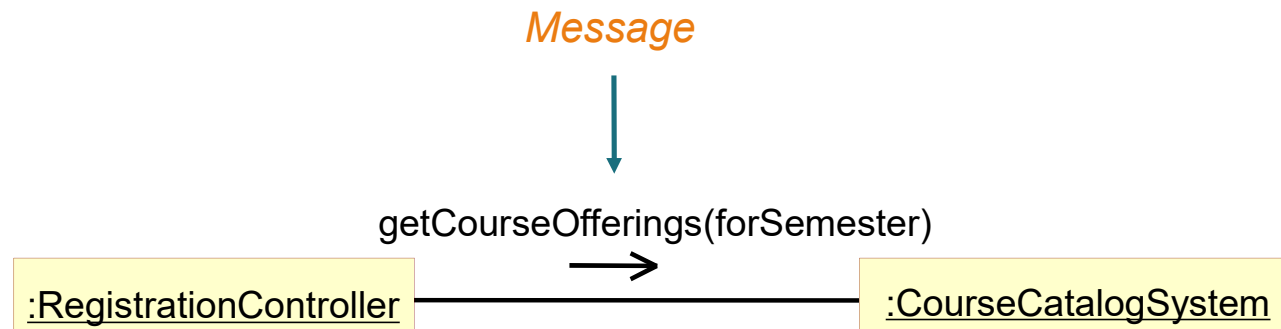 Message
getCourseOfferings(forSemester)
:RegistrationController
:CourseCatalogSystem